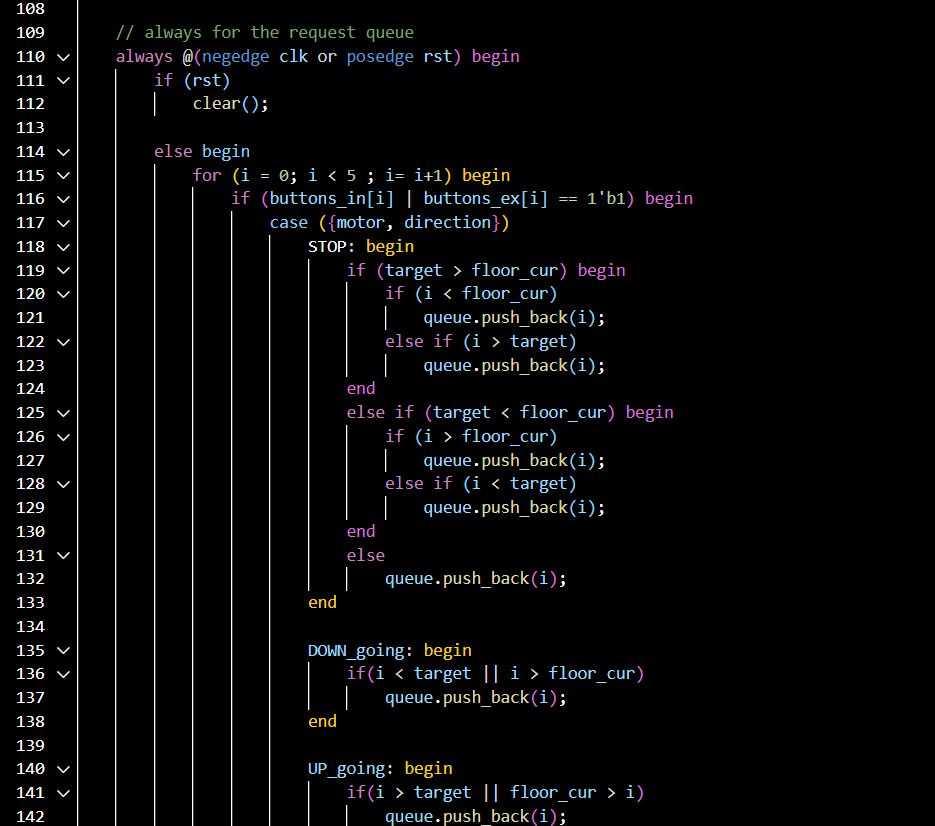 108
109 // always for the request queue
110 always @(negedge clk or posedge rst) begin
111 if (rst)
112 clear();
113
114 else begin
115 for (i = 0; i < 5 ; i= i+1) begin
116 if (buttons_in[i] | buttons_ex[i] == 1'b1) begin
117 case ({motor, direction})
118 STOP: begin
119 if (target > floor_cur) begin
120 if (i < floor_cur)
121 queue.push_back(i);
122 else if (i > target)
123 queue.push_back(i);
124 end
125 else if (target < floor_cur) begin
126 if (i > floor_cur)
127 queue.push_back(i);
128 else if (i < target)
129 queue.push_back(i);
130 end
131 else
132 queue.push_back(i);
133 end
134
135 DOWN_going: begin
136 if(i < target || i > floor_cur)
137 queue.push_back(i);
138 end
139
140 UP_going: begin
141 if(i > target || floor_cur > i)
142 queue.push_back(i);